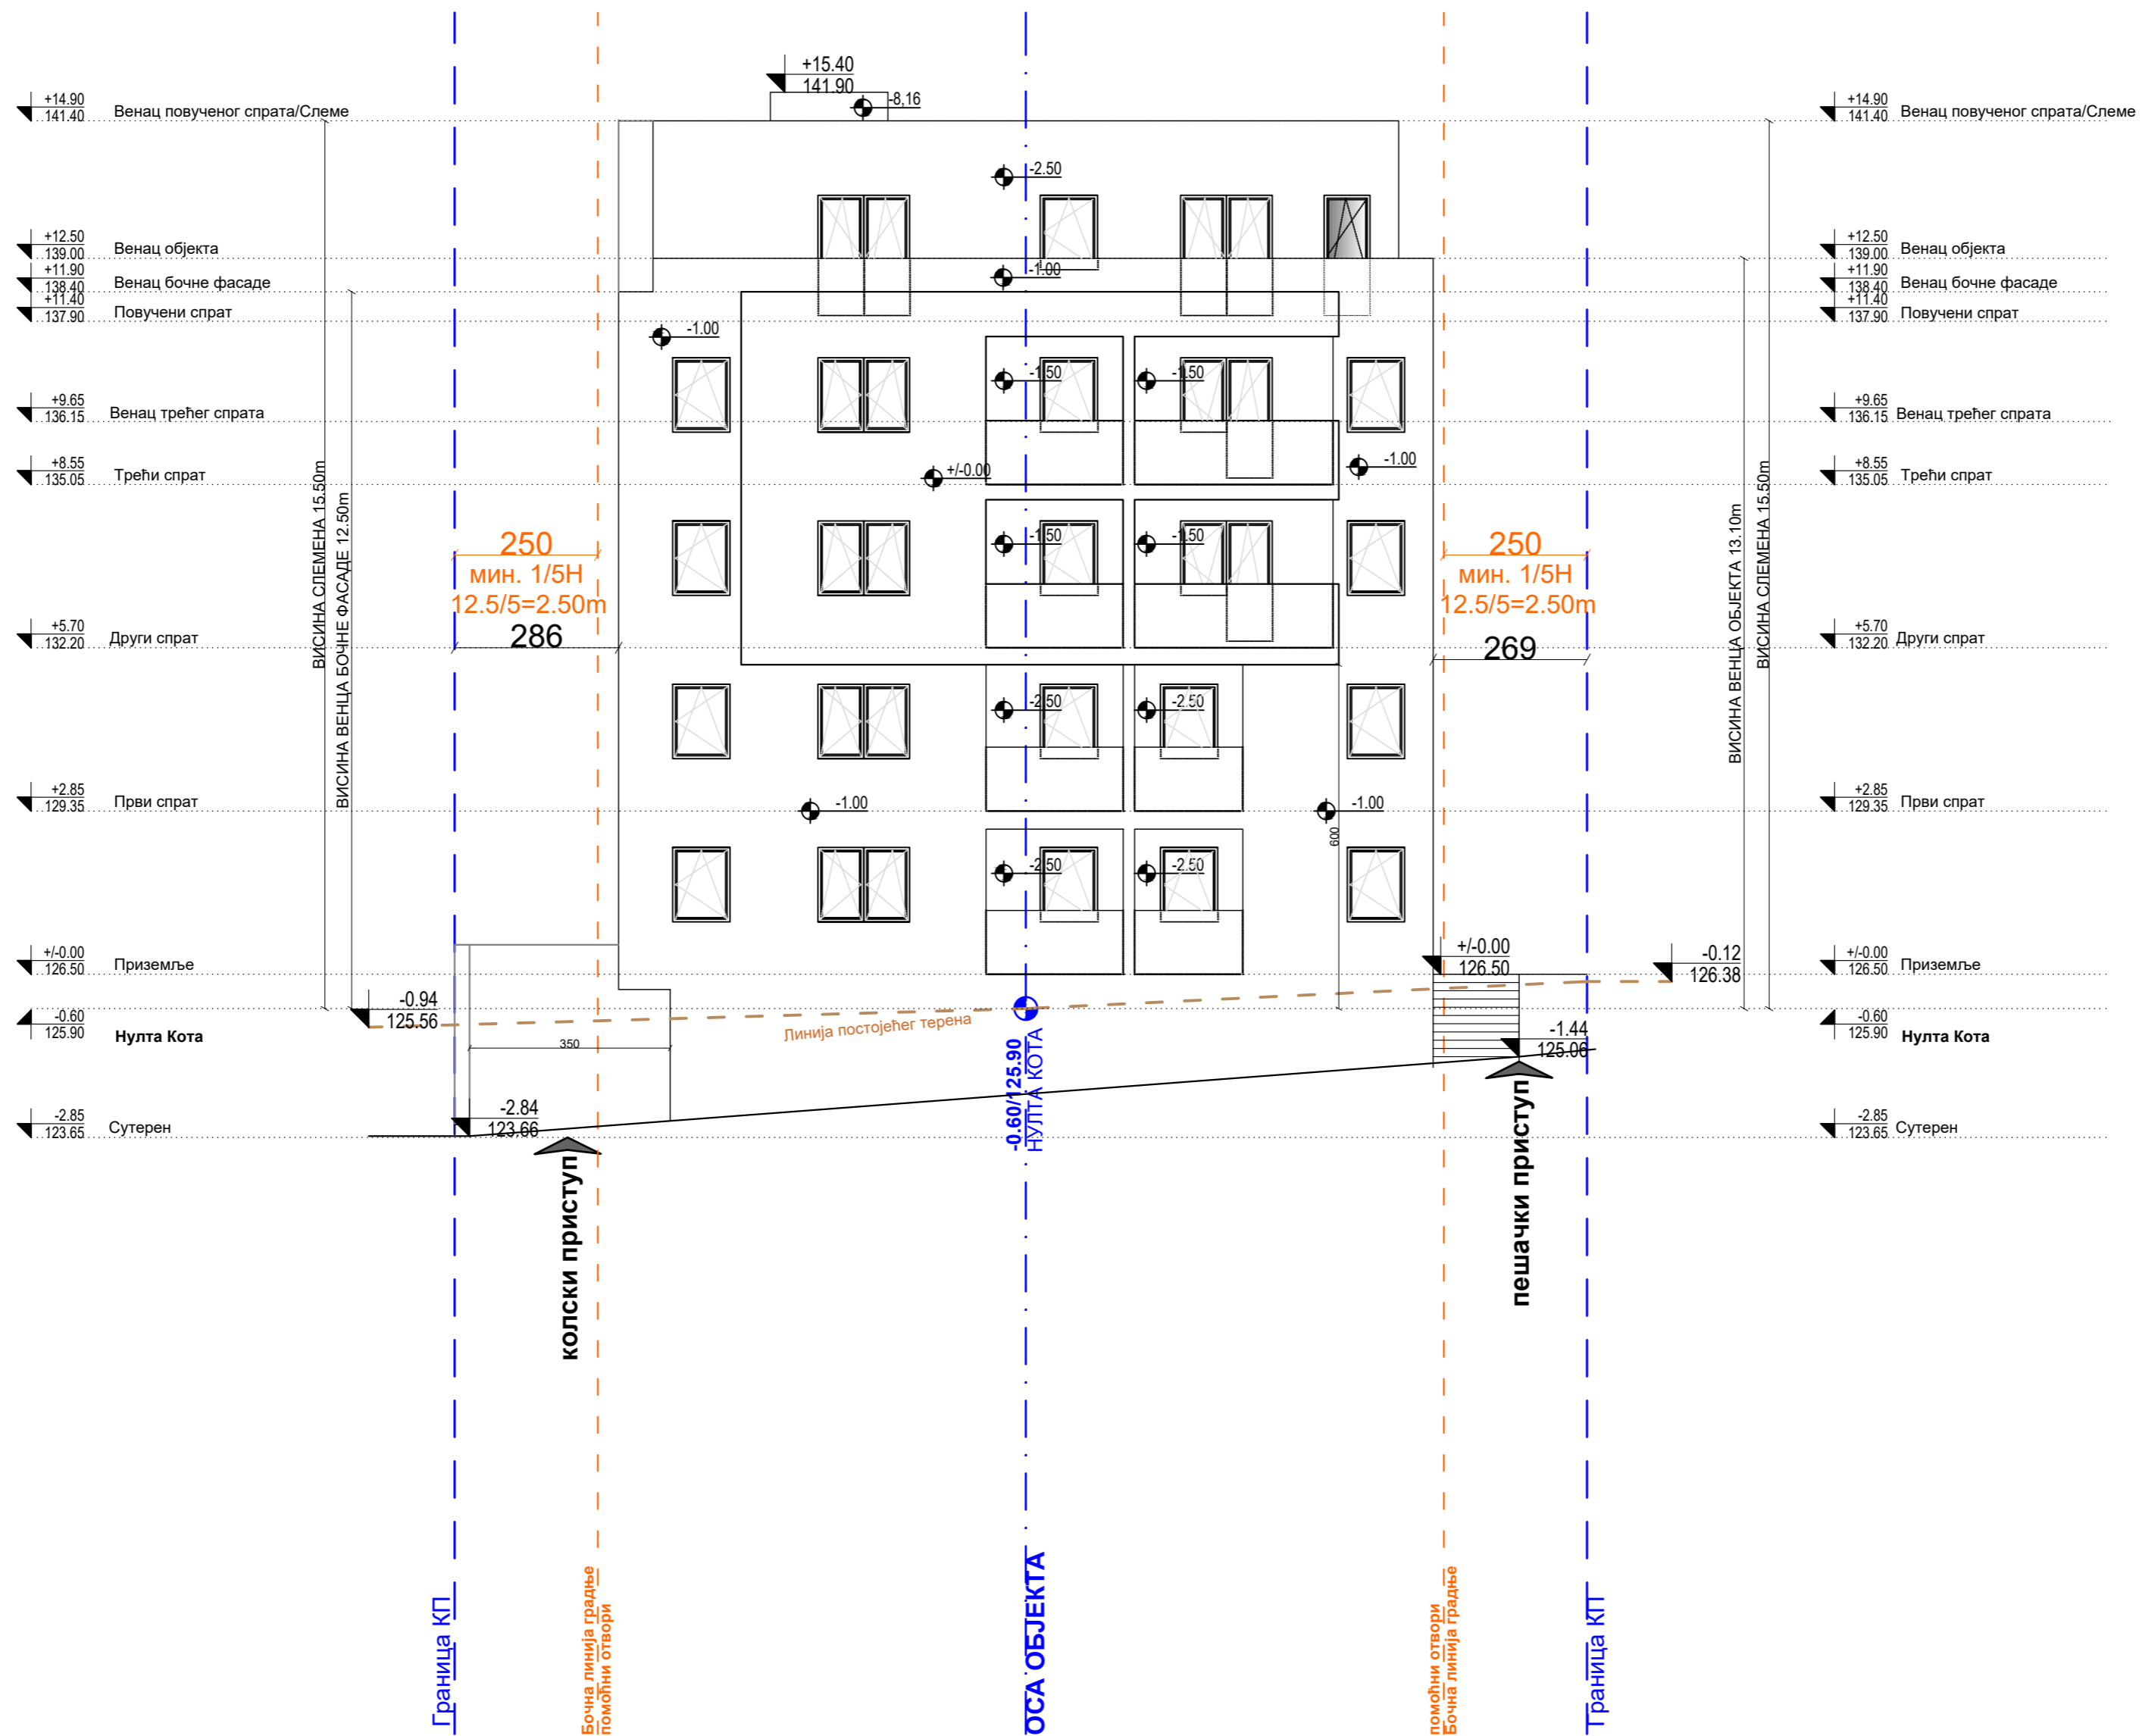 +15.40
141.90
-8,16
+14.90
141.40
Венац повученог спрата/Слеме
+14.90
141.40
Венац повученог спрата/Слеме
-2.50
+12.50
139.00
Венац објекта
+12.50
139.00
Венац објекта
-1.00
+11.90
138.40
Венац бочне фасаде
+11.90
138.40
Венац бочне фасаде
+11.40
137.90
Повучени спрат
+11.40
137.90
Повучени спрат
-1.00
-1.50
-1.50
+9.65
136.15
Венац трећег спрата
+9.65
136.15
Венац трећег спрата
+8.55
135.05
Трећи спрат
+/-0.00
-1.00
+8.55
135.05
Трећи спрат
ВИСИНА СЛЕМЕНА 15.50m
ВИСИНА ВЕНЦА БОЧНЕ ФАСАДЕ 12.50m
ВИСИНА ВЕНЦА ОБЈЕКТА 13.10m
ВИСИНА СЛЕМЕНА 15.50m
250
мин. 1/5H
12.5/5=2.50m
286
-1.50
-1.50
250
мин. 1/5H
12.5/5=2.50m
269
+5.70
132.20
Други спрат
+5.70
132.20
Други спрат
-2.50
-2.50
+2.85
129.35
Први спрат
-1.00
-1.00
+2.85
129.35
Први спрат
600
-2.50
-2.50
+/-0.00
126.50
Приземље
+/-0.00
126.50
-0.12
126.38
+/-0.00
126.50
Приземље
-0.94
125.56
-0.60
125.90
Нулта Кота
Линија постојећег терена
350
-0.60/125.90
НУЛТА КОТА
-1.44
125.06
-0.60
125.90
Нулта Кота
-2.85
123.65
Сутерен
-2.84
123.66
-2.85
123.65
Сутерен
колски приступ
пешачки приступ
Граница КП
Бочна линија градње
помоћни отвори
ОСА ОБЈЕКТА
помоћни отвори
Бочна линија градње
Граница КП